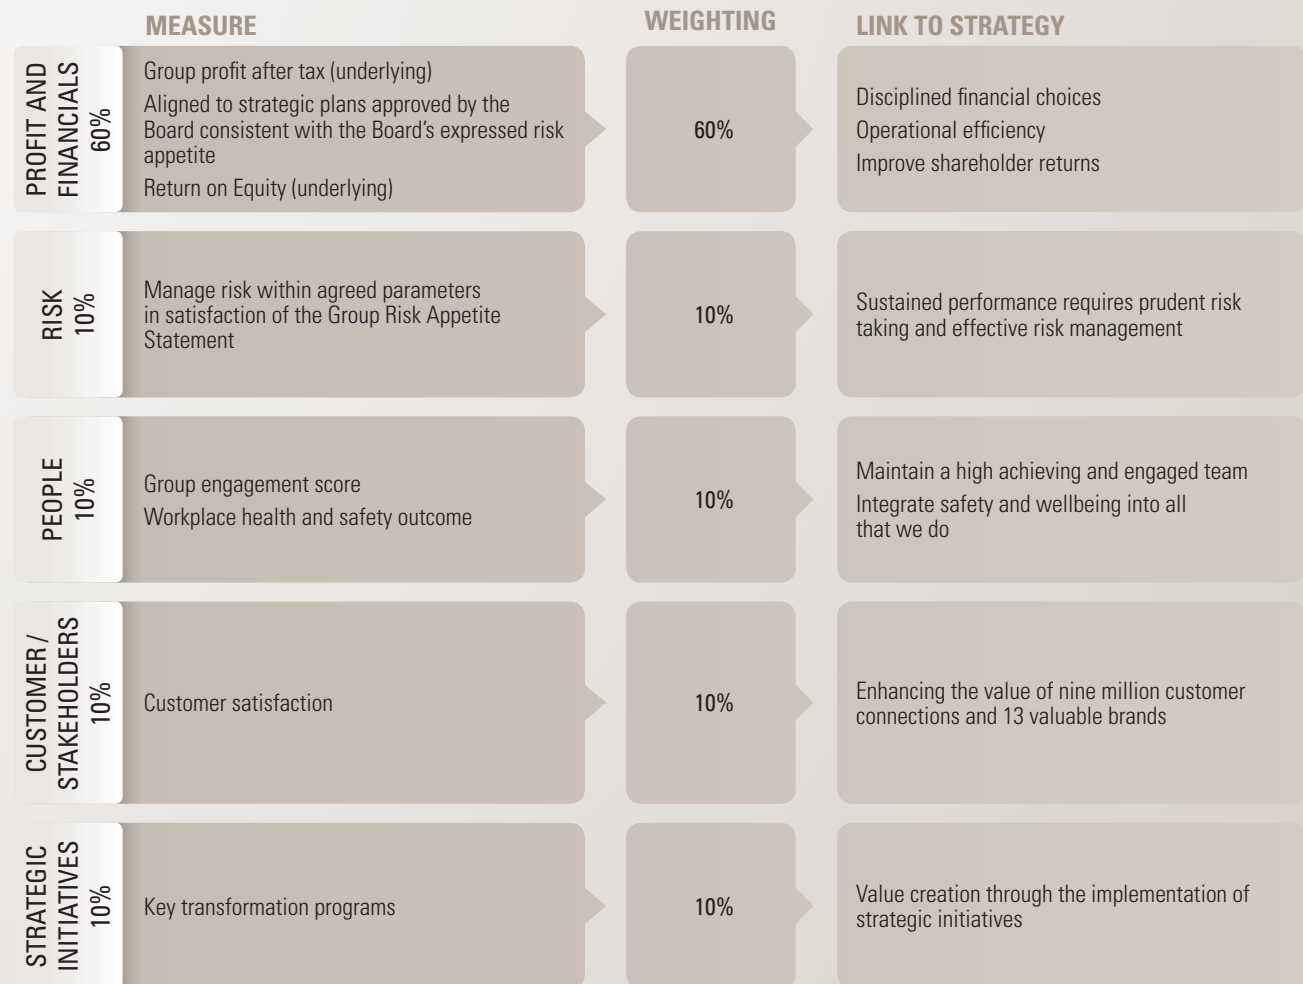 MEASURE
WEIGHTING
LINK TO STRATEGY
PROFIT AND
FINANCIALS
60%
Group profit after tax (underlying)
Aligned to strategic plans approved by the
Board consistent with the Board’s expressed risk
appetite
Return on Equity (underlying)
60%
Disciplined financial choices
Operational efficiency
Improve shareholder returns
RISK
10%
Manage risk within agreed parameters
in satisfaction of the Group Risk Appetite
Statement
10%
Sustained performance requires prudent risk
taking and effective risk management
PEOPLE
10%
Group engagement score
Workplace health and safety outcome
10%
Maintain a high achieving and engaged team
Integrate safety and wellbeing into all
that we do
CUSTOMER /
STAKEHOLDERS
10%
Customer satisfaction
10%
Enhancing the value of nine million customer
connections and 13 valuable brands
STRATEGIC
INITIATIVES
10%
Key transformation programs
10%
Value creation through the implementation of
strategic initiatives